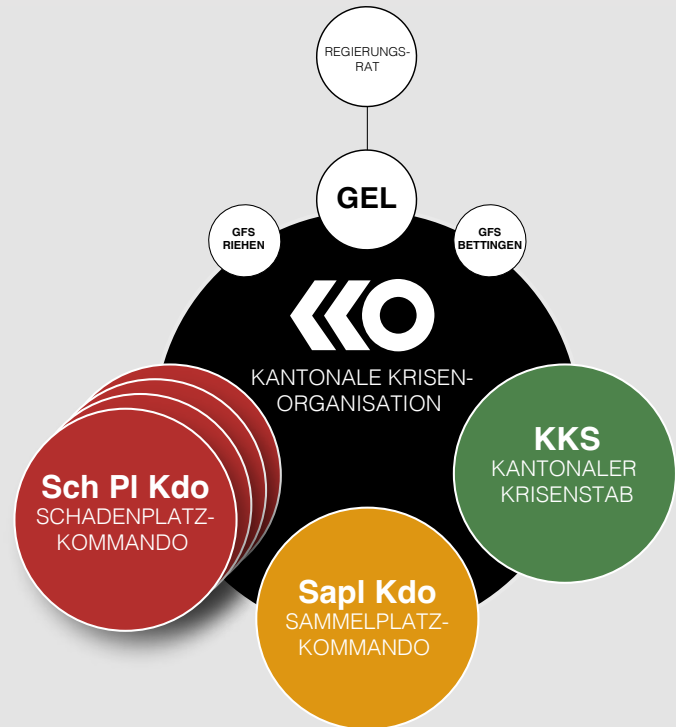 REGIERUNGS-
RAT
GEL
GFS
RIEHEN
GFS
BETTINGEN
KKO
KANTONALE KRISEN-
ORGANISATION
KKS
KANTONALER
KRISENSTAB
Sch Pl Kdo
SCHADENPLATZ-
KOMMANDO
Sapl Kdo
SAMMELPLATZ-
KOMMANDO